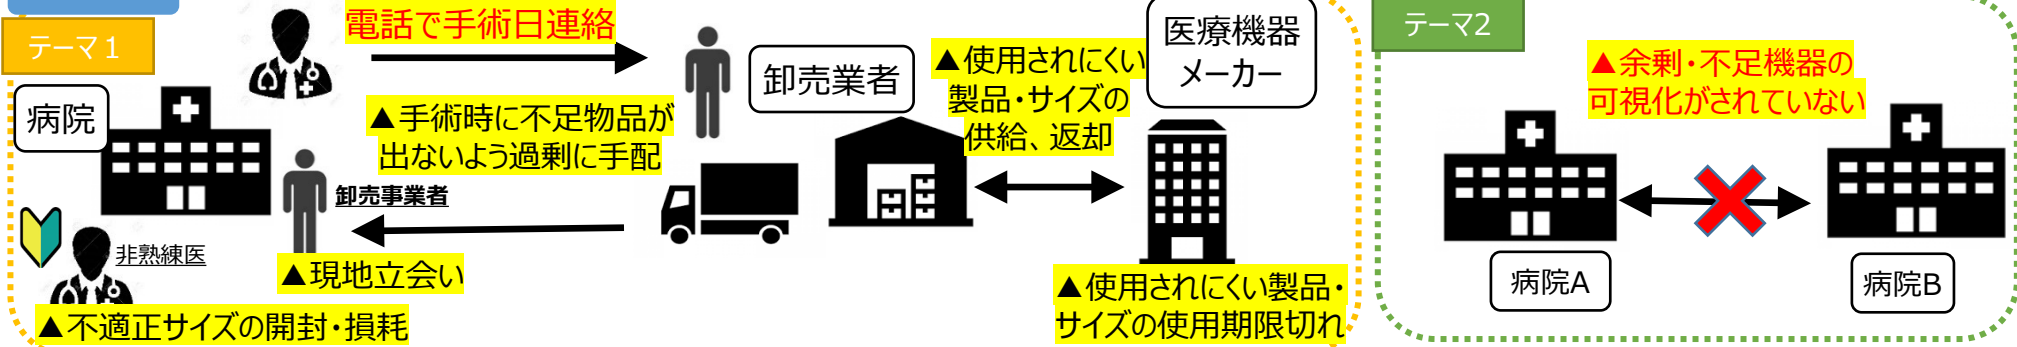 テーマ１
電話で手術日連絡
病院
▲手術時に不足物品が
出ないよう過剰に手配
卸売業者
▲使用されにくい
製品・サイズの
供給、返却
医療機器
メーカー
卸売事業者
非熟練医
▲現地立会い
▲不適正サイズの開封・損耗
▲使用されにくい製品・
サイズの使用期限切れ
テーマ2
▲余剰・不足機器の
可視化がされていない
病院A
病院B